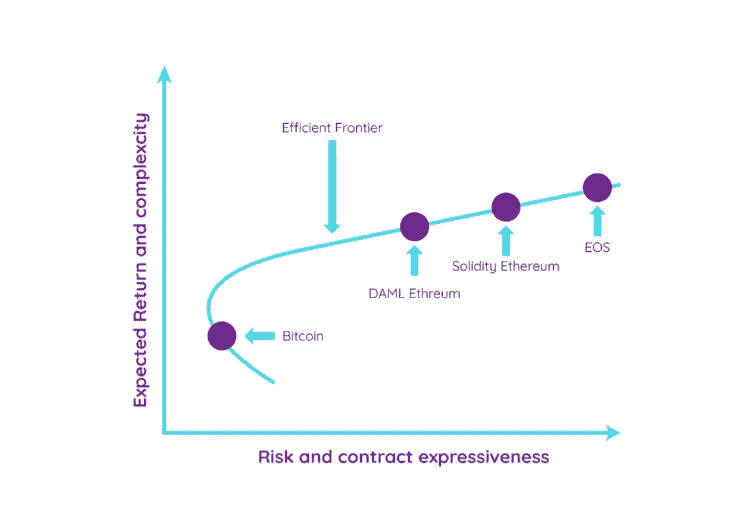 Expected Return and complexcity
Efficient Frontier
EOS
Solidity Ethereum
DAML Ethreum
Bitcoin
Risk and contract expressiveness